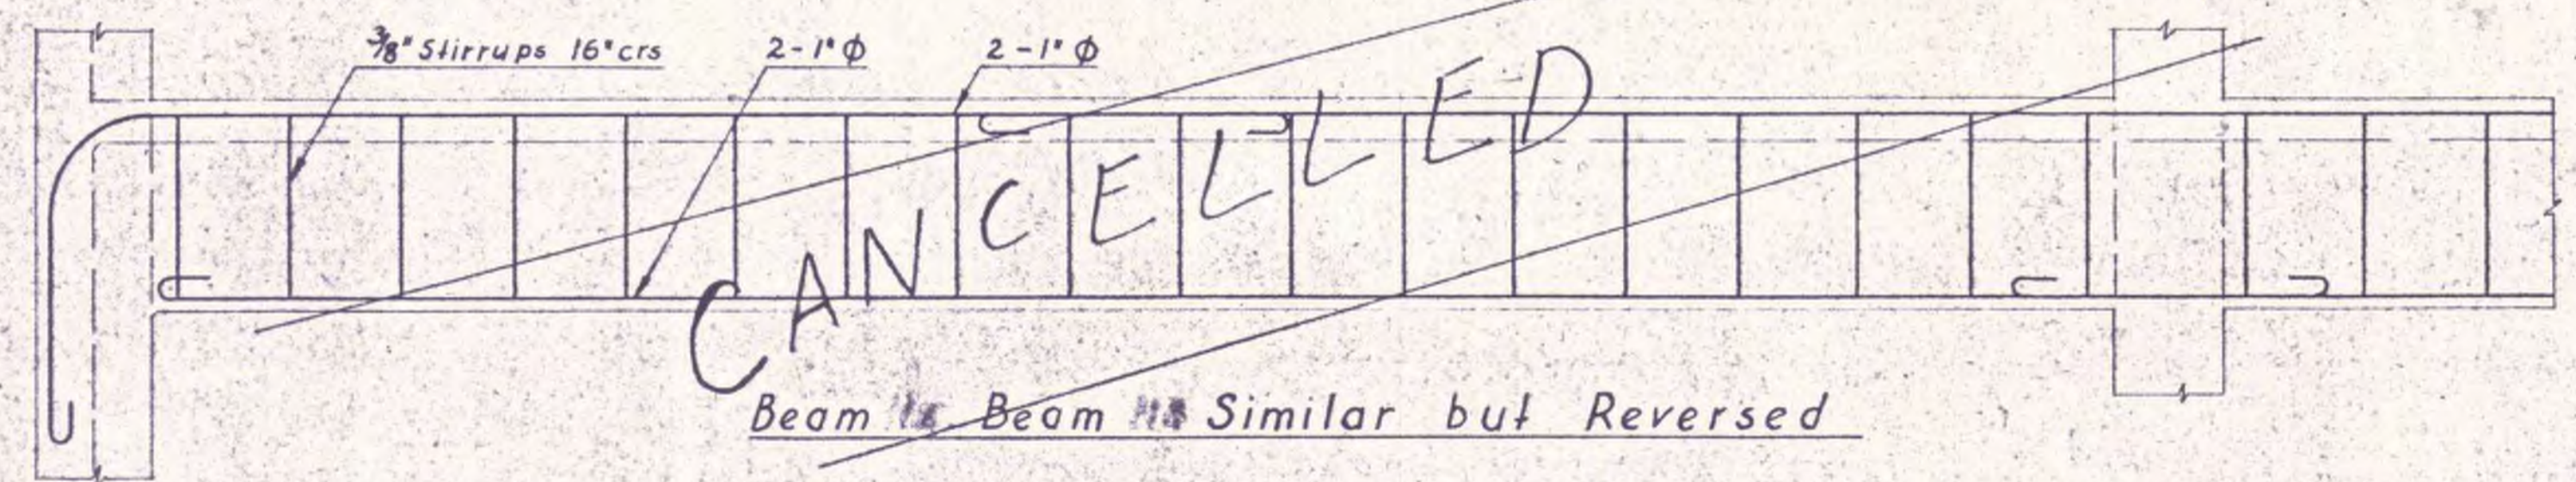 3/8" Stirrups 16" crs
2-1" Φ
2-1" Φ
CANCELLED
Beam Beam Similar but Reversed